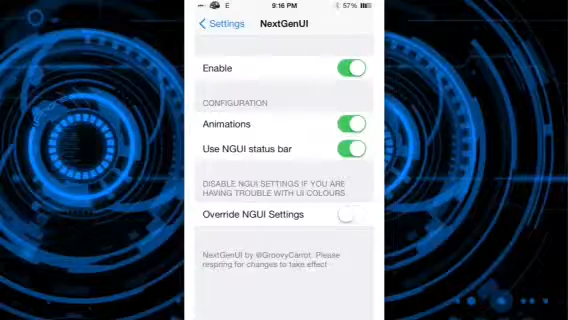 E 9:16 PM 57%
Settings NextGenUI
Enable
CONFIGURATION
Animations
Use NGUI status bar
DISABLE NGUI SETTINGS IF YOU ARE
HAVING TROUBLE WITH UI COLOURS
Override NGUI Settings
NextGenUI by @GroovyCarrot. Please
respring for changes to take effect